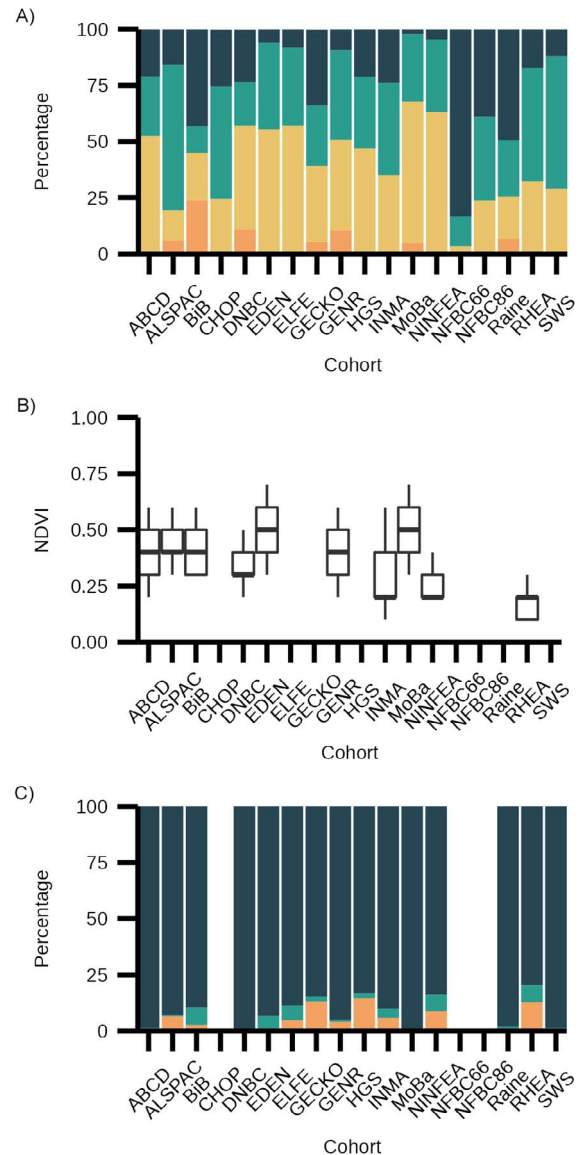 A)
100
75
50
25
0
Percentage
ABCD ALSPAC BiB CHOP DNBC EDEN ELFE GECKO GENR HGS INMA MoBa NINFEA NFBC66 NFBC86 Raine RHEA SWS
Cohort
B)
1.00
0.75
0.50
0.25
0.00
NDVI
ABCD ALSPAC BiB CHOP DNBC EDEN ELFE GECKO GENR HGS INMA MoBa NINFEA NFBC66 NFBC86 Raine RHEA SWS
Cohort
C)
100
75
50
25
0
Percentage
ABCD ALSPAC BiB CHOP DNBC EDEN ELFE GECKO GENR HGS INMA MoBa NINFEA NFBC66 NFBC86 Raine RHEA SWS
Cohort